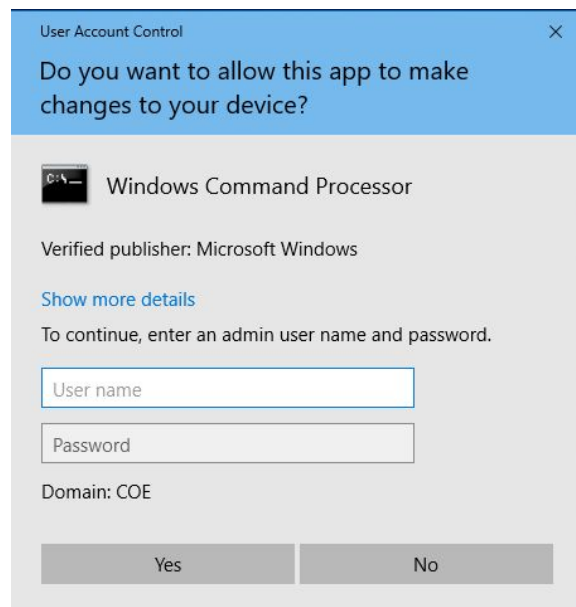 User Account Control
Do you want to allow this app to make
changes to your device?
C:\_
Windows Command Processor
Verified publisher: Microsoft Windows
Show more details
To continue, enter an admin user name and password.
User name
Password
Domain: COE
Yes
No